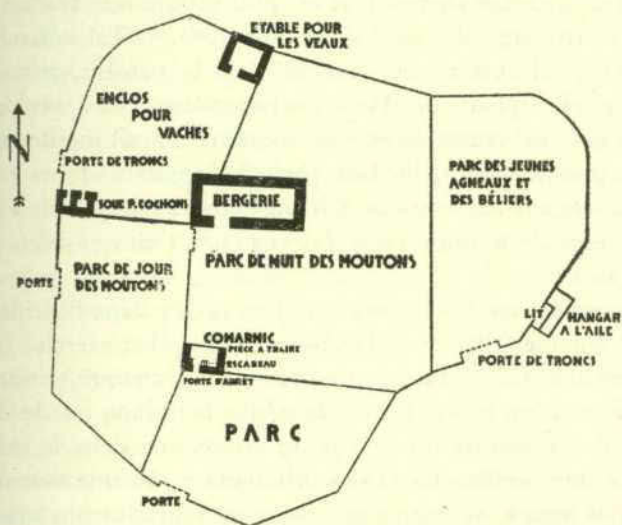 ETABLE POUR
LES VEAUX
ENCLOS
POUR
VACHES
N
PORTE DE TRONCS
SOUE P. COCHONS
BERGERIE
PARC DES JEUNES
AGNEAUX ET
DES BÉLIERS
PARC DE JOUR
DES MOUTONS
PARC DE NUIT DES MOUTONS
PORTE
LIT
HANGAR
A L'AILE
PORTE DE TRONCS
COMARNIC
PIÈCE A TRAIRE
ESCABEAU
PARC
PORTE